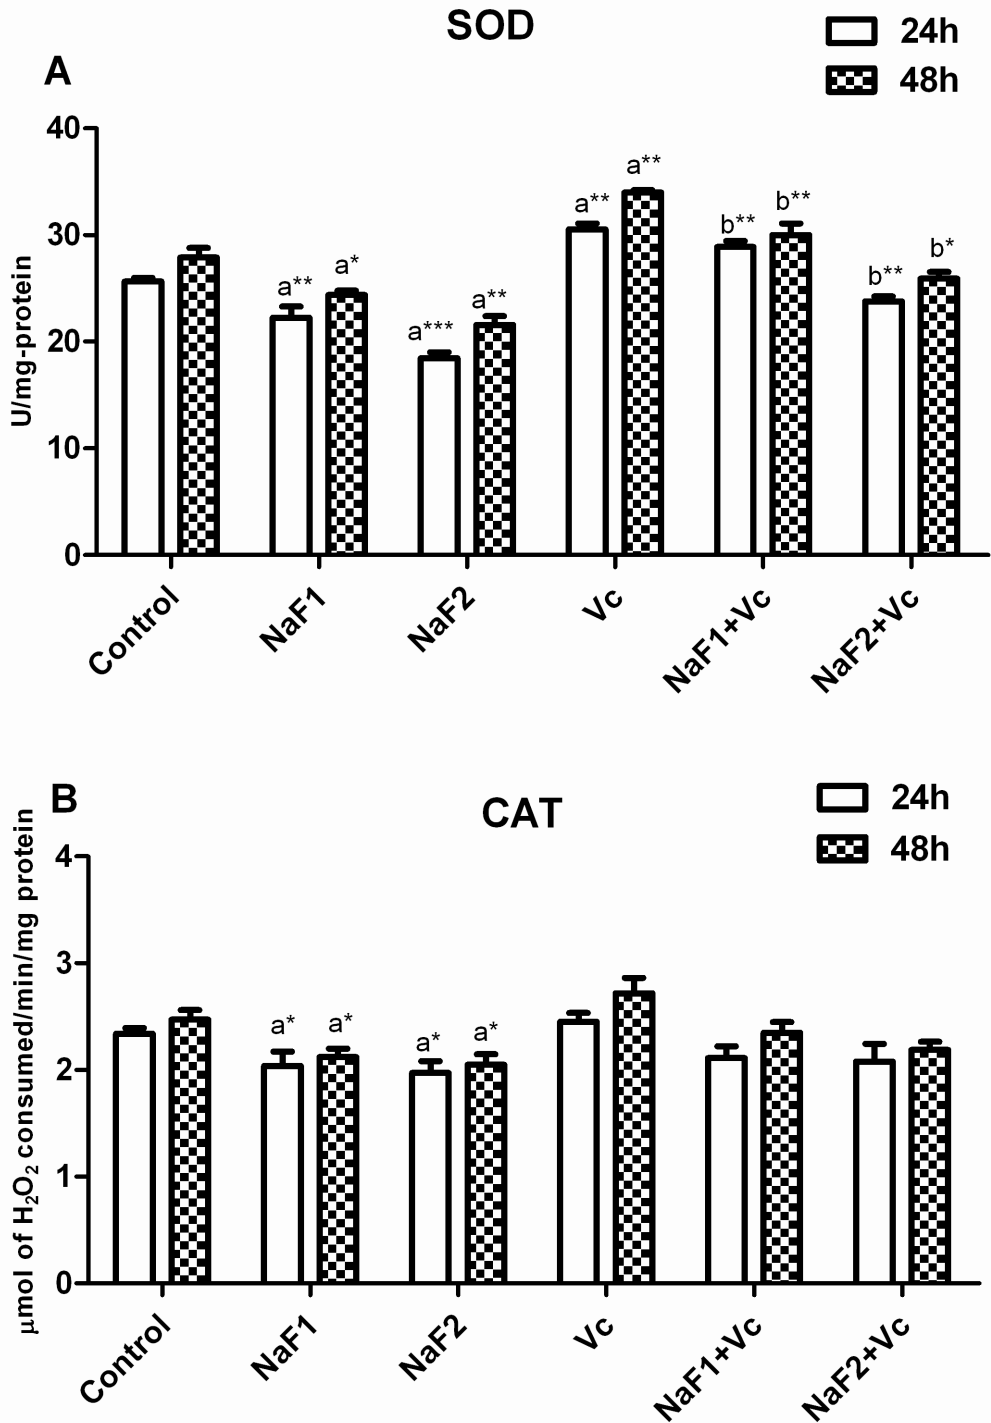 SOD
24h
48h
A
U/mg-protein
40
30
20
10
0
a**
a*
a***
a**
a**
a**
b**
b**
b**
b*
Control
NaF1
NaF2
Vc
NaF1+Vc
NaF2+Vc
B
CAT
24h
48h
μmol of H₂O₂ consumed/min/mg protein
4
3
2
1
0
a*
a*
a*
a*
Control
NaF1
NaF2
Vc
NaF1+Vc
NaF2+Vc